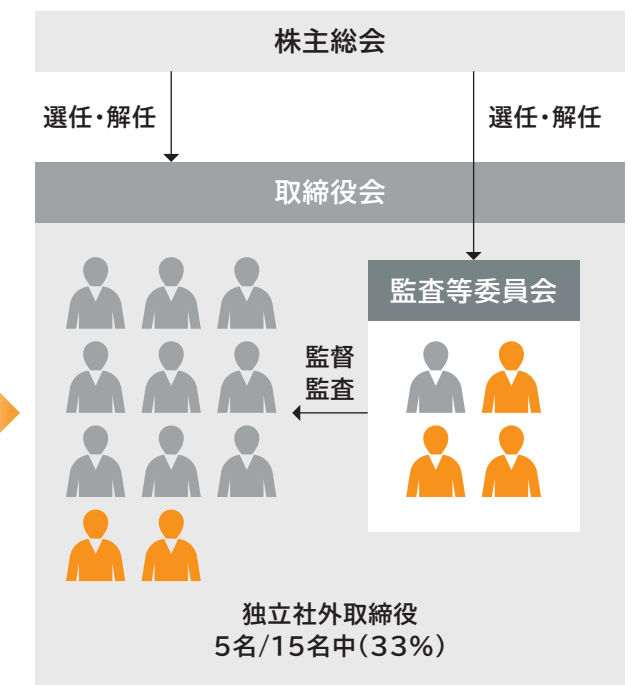 株主総会
選任・解任
選任・解任
取締役会
監査等委員会
監督
監査
独立社外取締役
5名/15名中(33%)